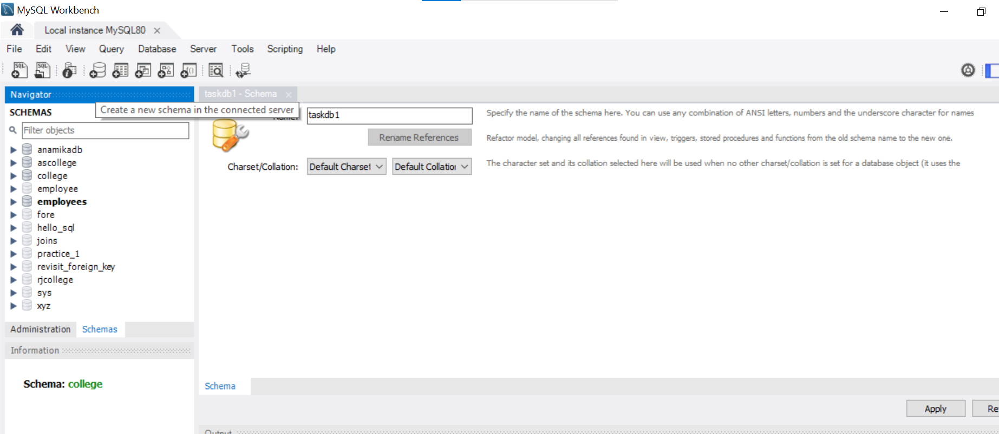 MySQL Workbench
Local instance MySQL80
File Edit View Query Database Server Tools Scripting Help
SQL SQL
Navigator
taskdb1 - Schema
Create a new schema in the connected server
SCHEMAS
Name:
taskdb1
Specify the name of the schema here. You can use any combination of ANSI letters, numbers and the underscore character for names
Filter objects
Rename References
Refactor model, changing all references found in view, triggers, stored procedures and functions from the old schema name to the new one.
Charset/Collation:
Default Charset
Default Collation
The character set and its collation selected here will be used when no other charset/collation is set for a database object (it uses the
anamikadb
ascollege
college
employee
employees
fore
hello_sql
joins
practice_1
revisit_foreign_key
rjcollege
sys
xyz
Administration Schemas
Information
Schema: college
Schema
Apply
Re
Output